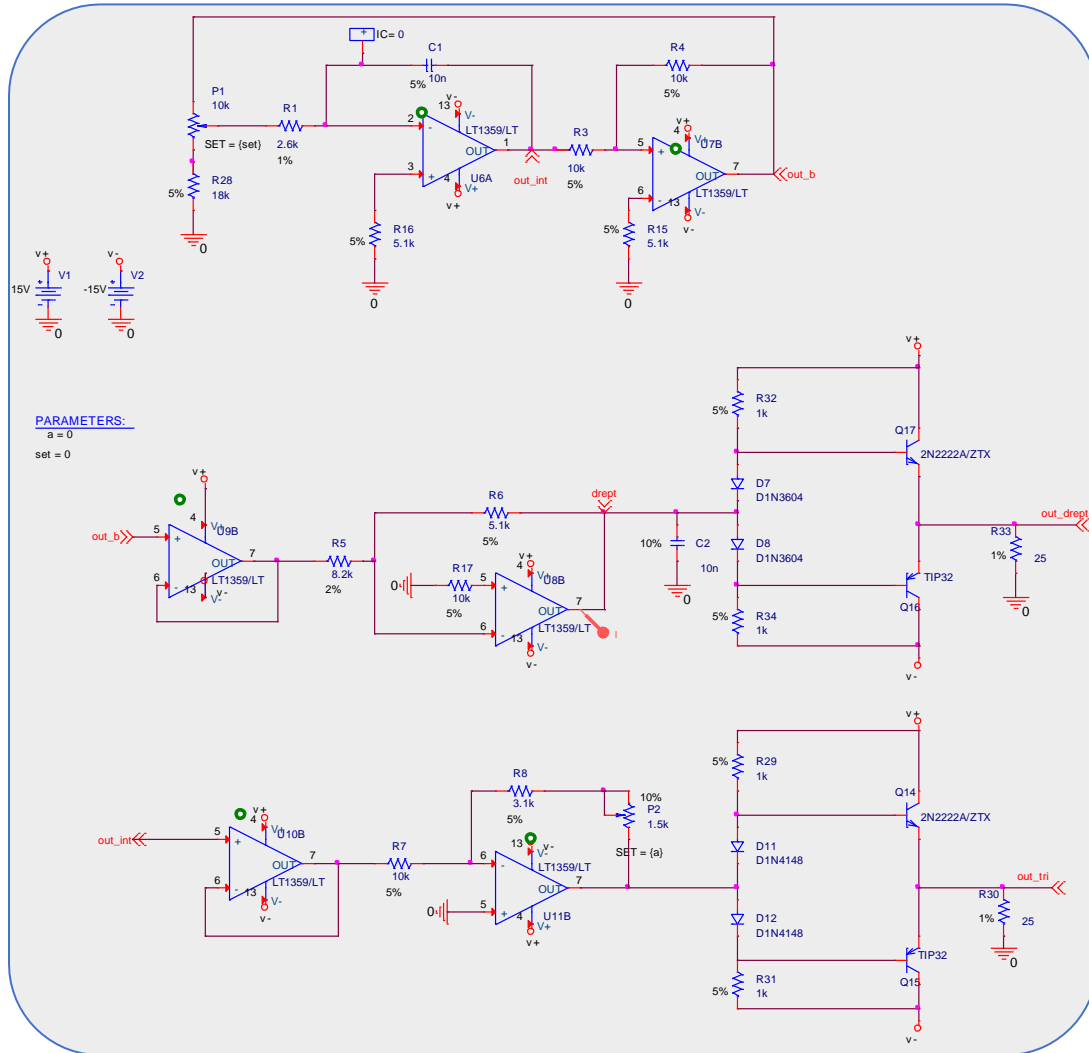 IC= 0
C1
10n
5%
R4
10k
5%
P1
10k
SET = {set}
R1
2.6k
1%
R28
18k
5%
0
v-
13
V-
LT1359/LT
2
-
OUT
1
3
+
4
V+
U6A
v+
R16
5.1k
5%
0
out_int
R3
10k
5%
4
V+
U7B
5
+
OUT
7
6
-
LT1359/LT
13
V-
v-
out_b
R15
5.1k
5%
0
v+
V1
15V
0
v-
V2
-15V
0
PARAMETERS:
a = 0
set = 0
v+
4
V+
U9B
out_b
5
+
OUT
7
6
-
LT1359/LT
13
V-
v-
R5
8.2k
2%
R6
5.1k
5%
drept
0
R17
10k
5%
v+
4
V+
U8B
5
+
OUT
7
6
-
LT1359/LT
13
V-
v-
I
10%
C2
10n
0
v+
R32
1k
5%
Q17
2N2222A/ZTX
D7
D1N3604
D8
D1N3604
R34
1k
5%
TIP32
Q16
v-
out_drept
R33
1%
25
0
out_int
v+
4
V+
U10B
5
+
OUT
7
6
-
LT1359/LT
13
V-
v-
R7
10k
5%
R8
3.1k
5%
10%
P2
1.5k
SET = {a}
13
v-
V-
LT1359/LT
6
-
OUT
7
5
+
0
4
U11B
V+
v+
v+
R29
1k
5%
Q14
2N2222A/ZTX
D11
D1N4148
D12
D1N4148
R31
1k
5%
TIP32
Q15
v-
out_tri
R30
1%
25
0